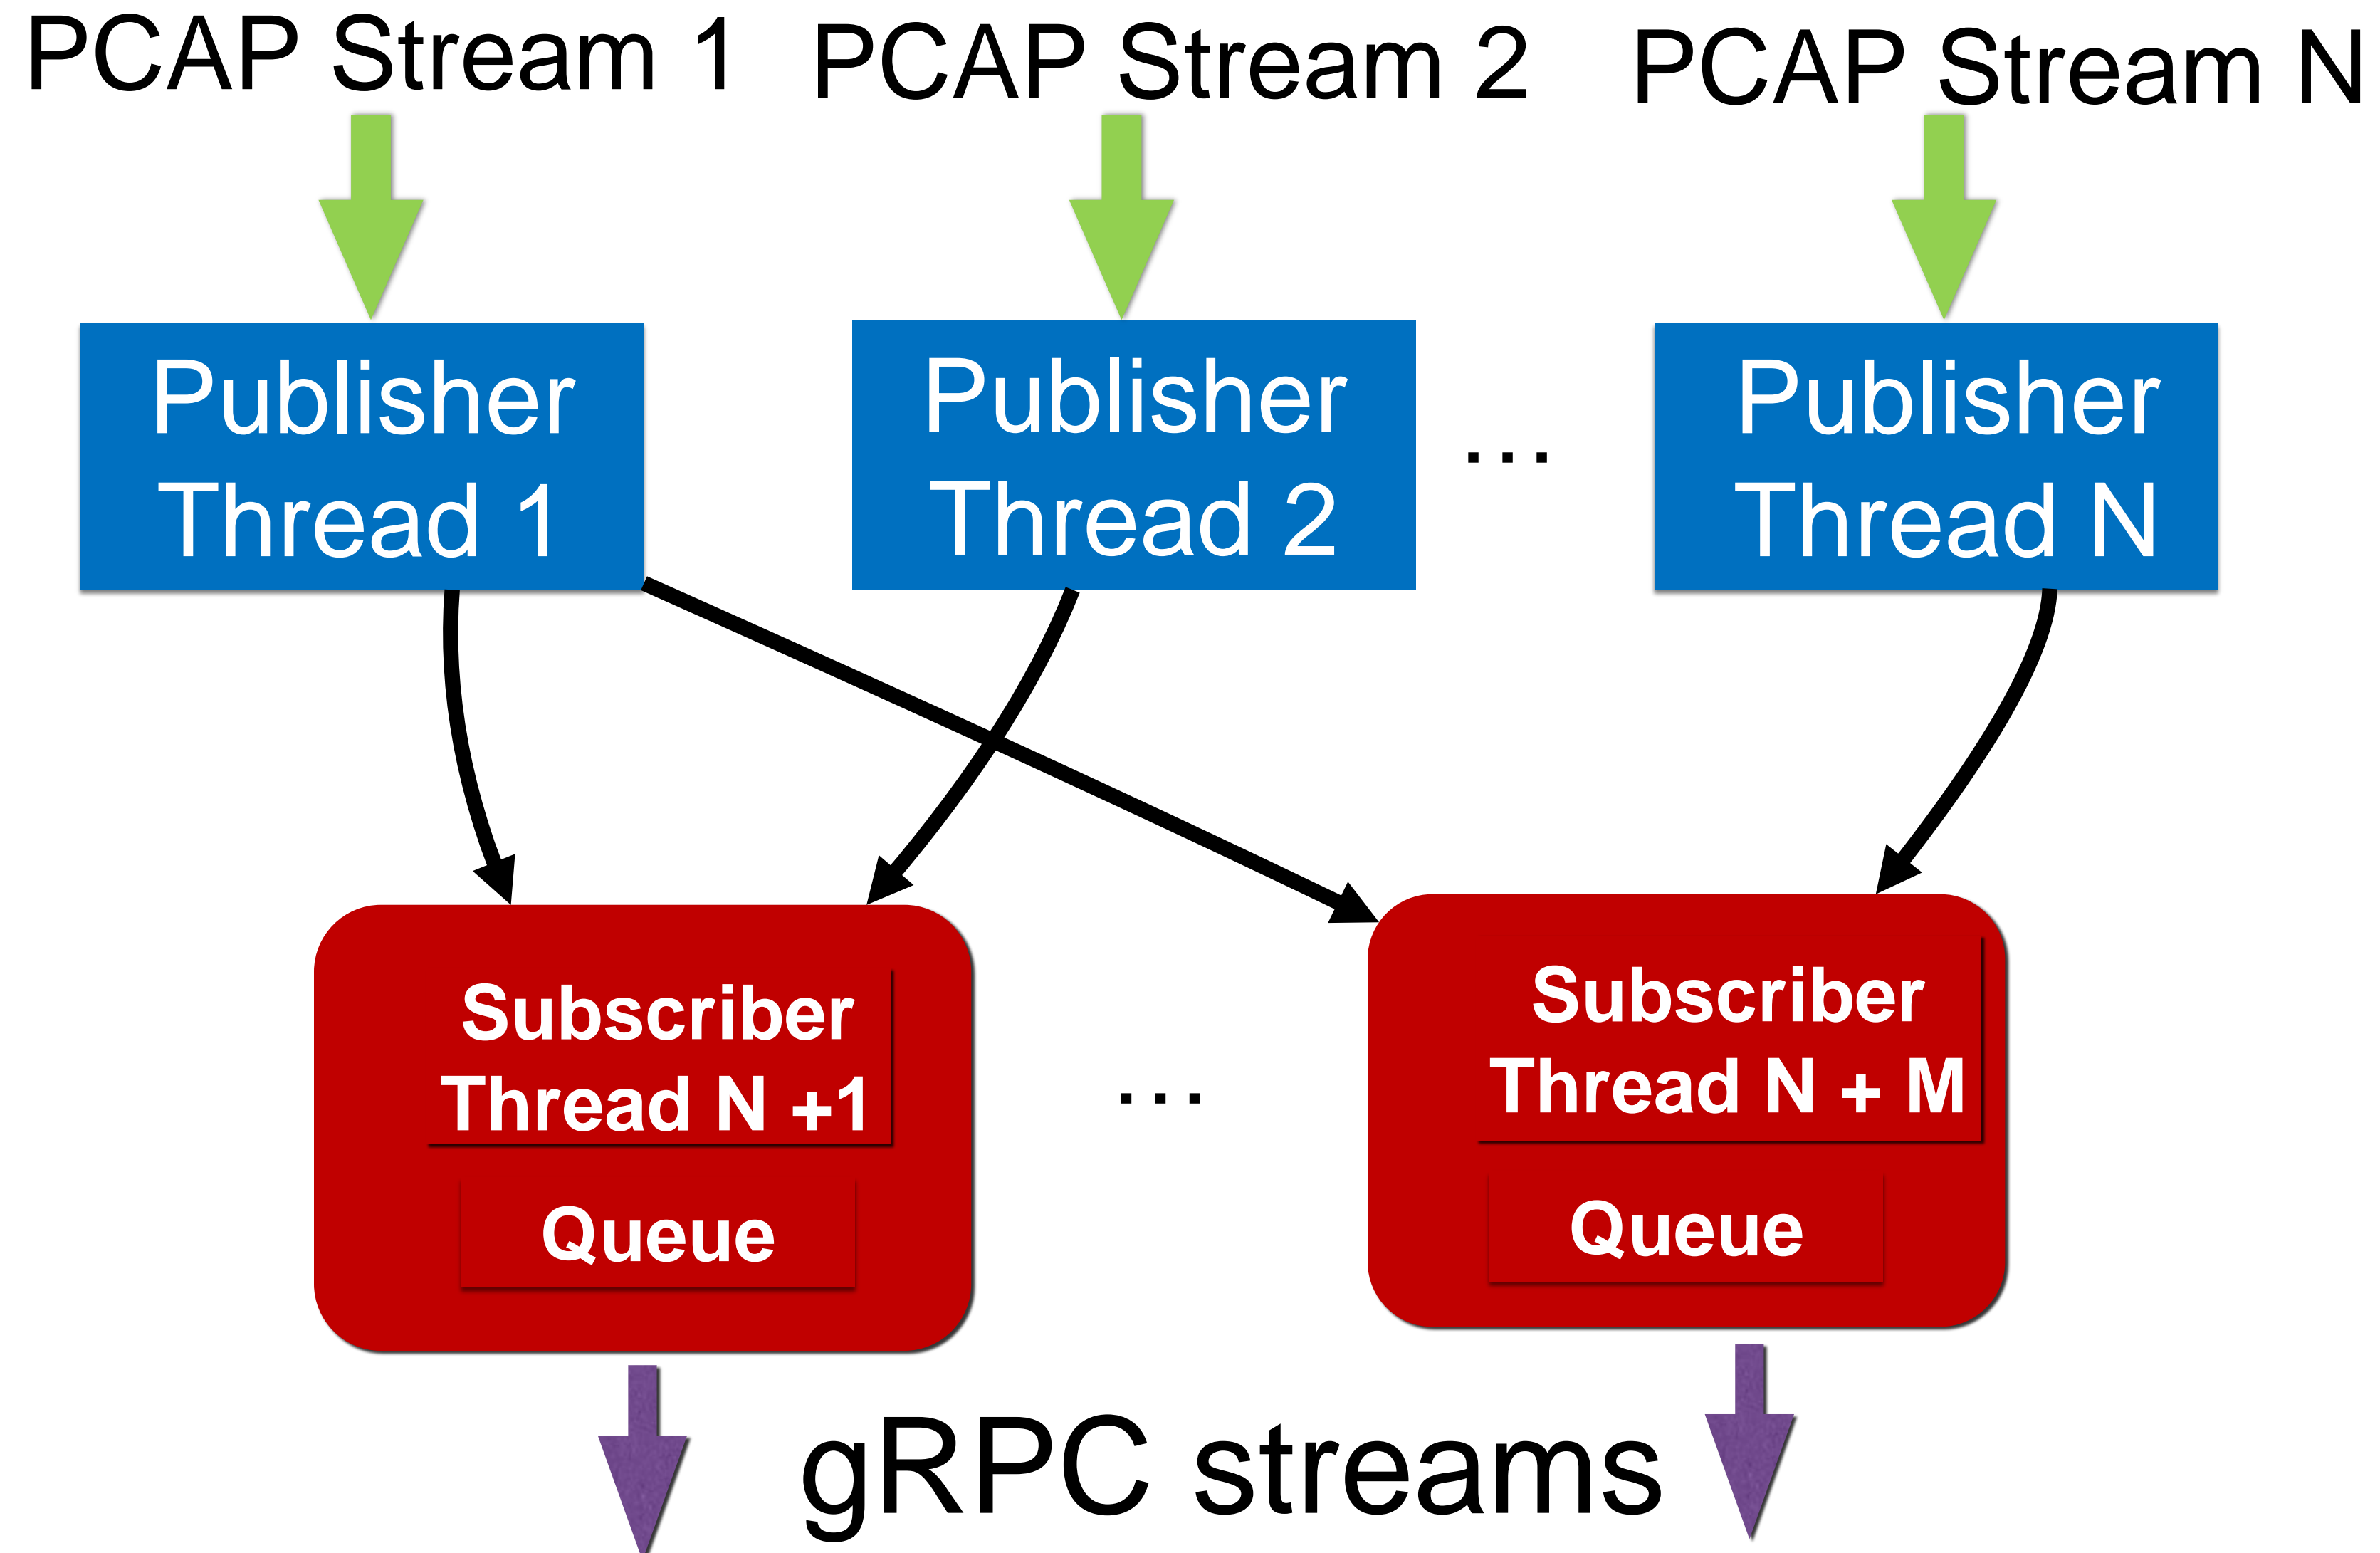 PCAP Stream 1
PCAP Stream 2
PCAP Stream N
Publisher
Thread 1
Publisher
Thread 2
...
Publisher
Thread N
Subscriber
Thread N +1
Queue
...
Subscriber
Thread N + M
Queue
gRPC streams